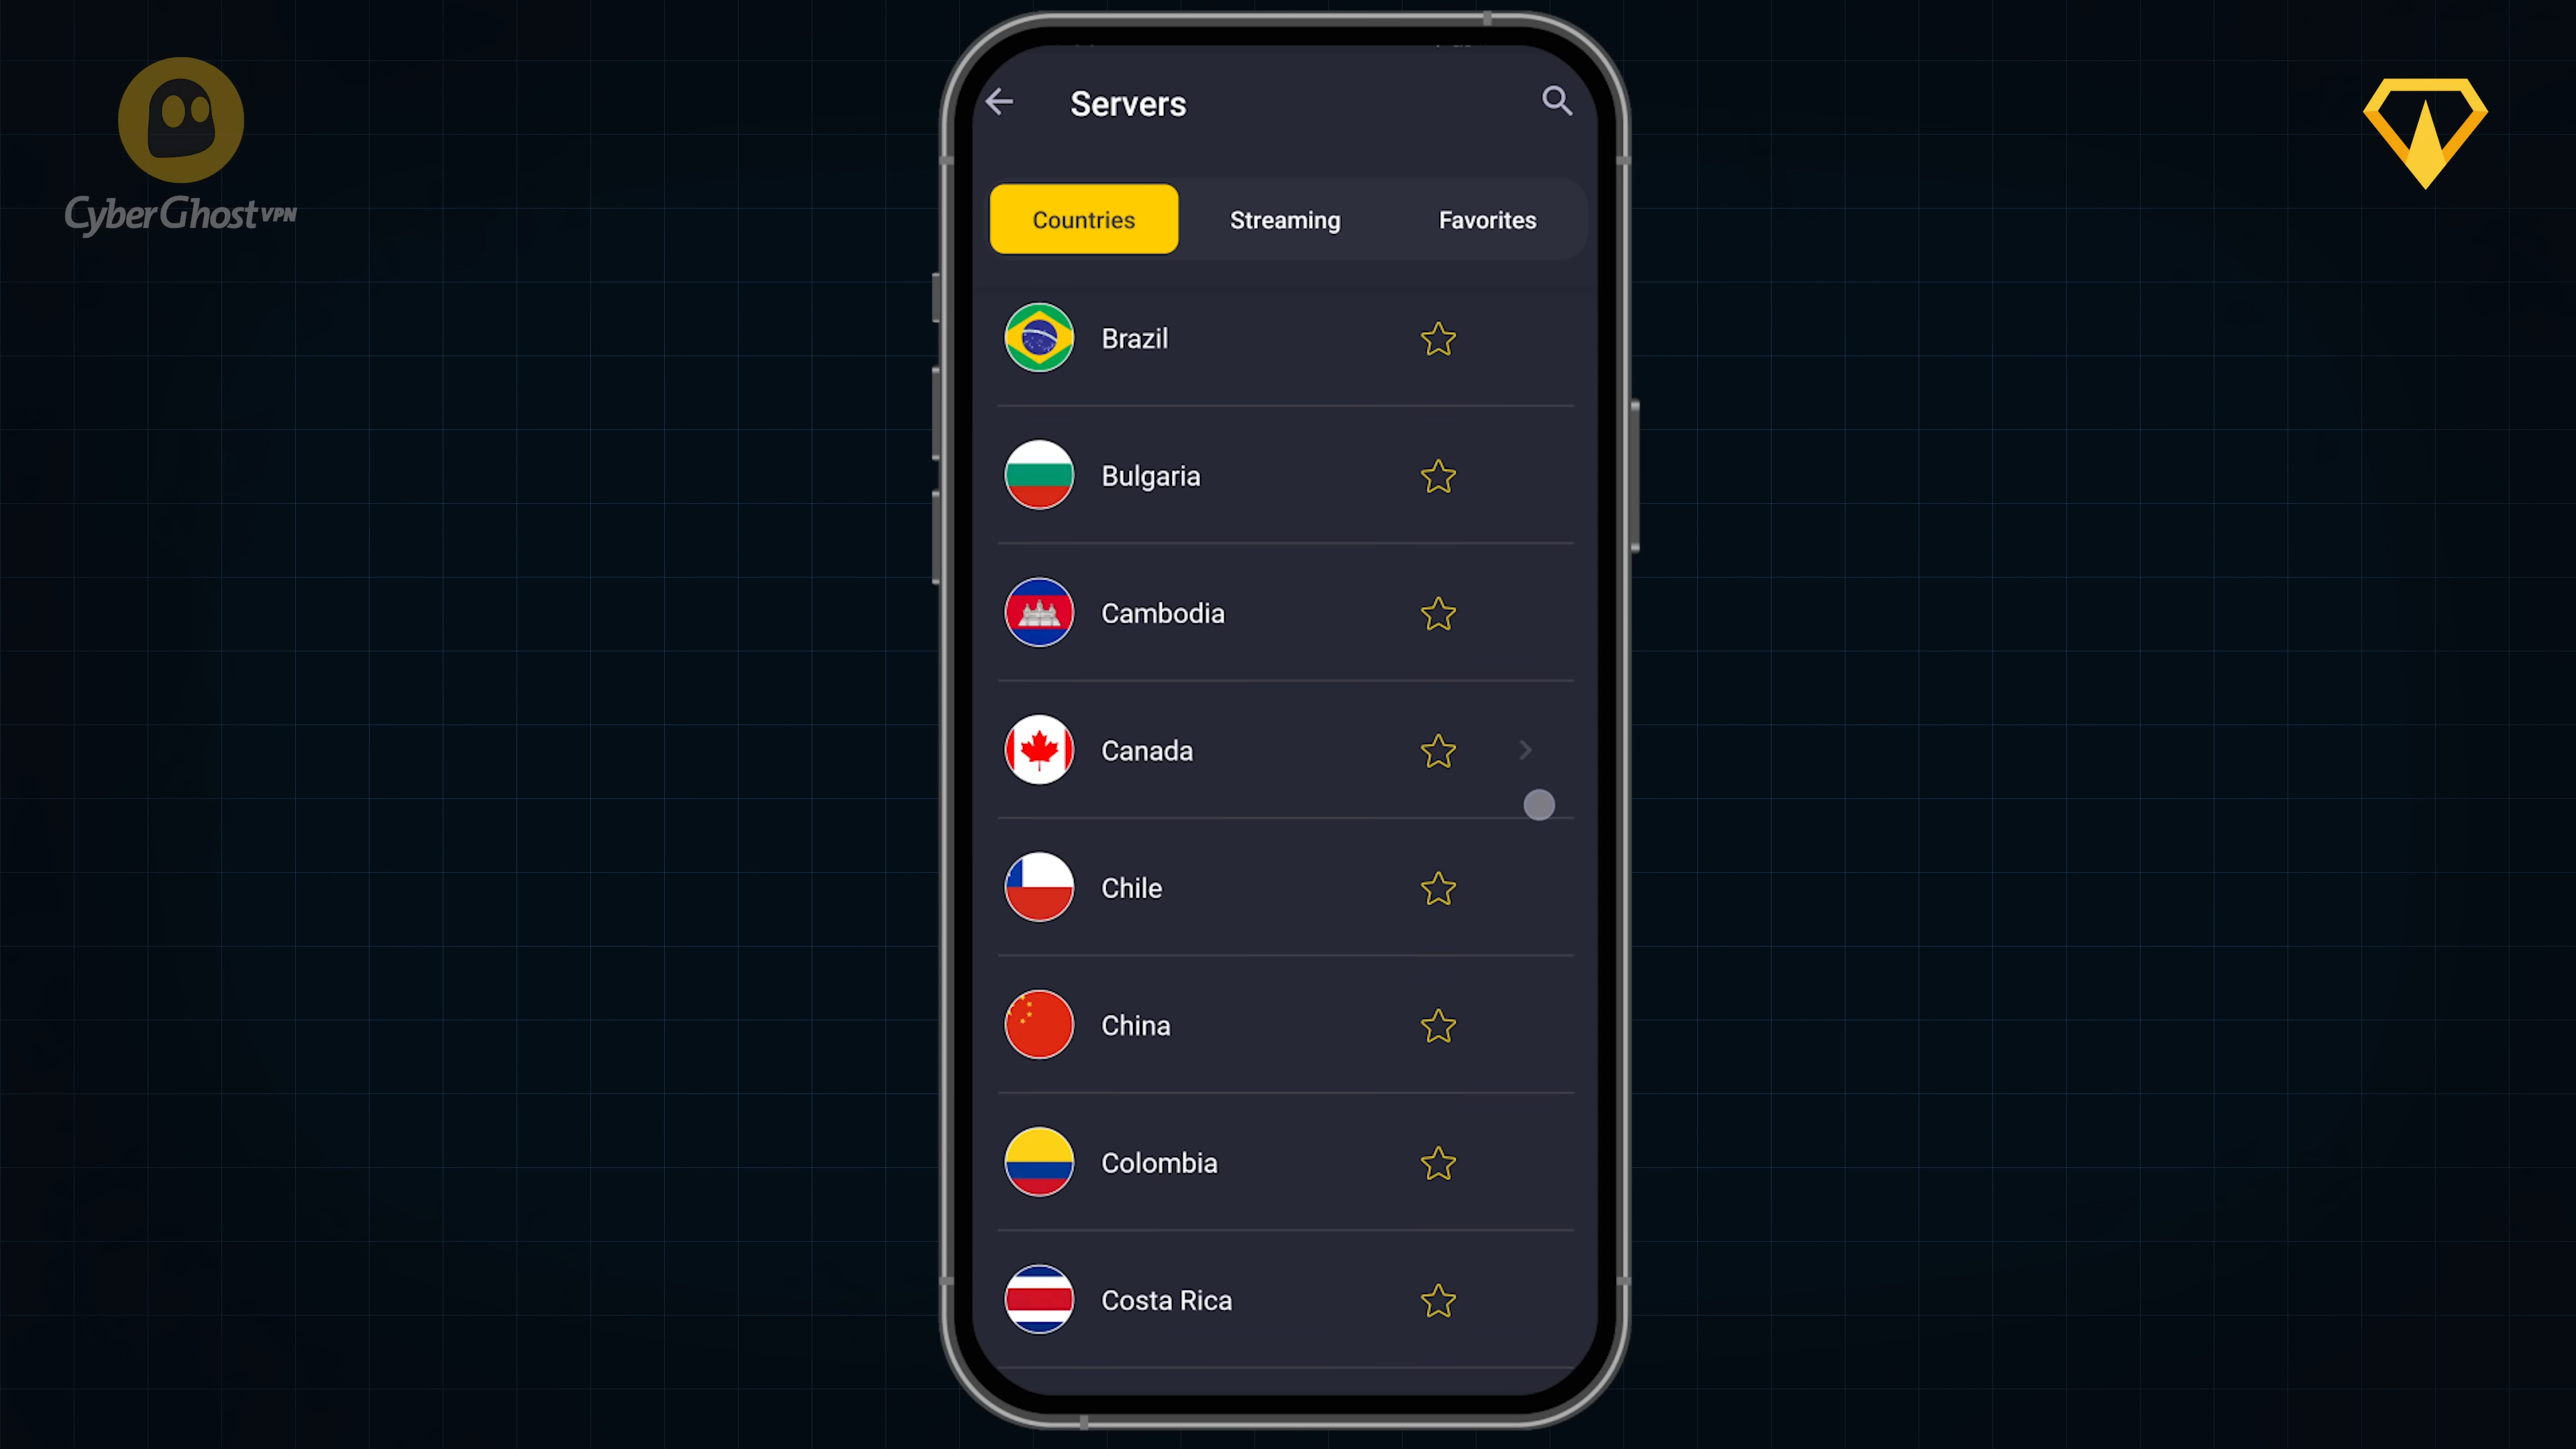 CyberGhost VPN
Servers
Countries
Streaming
Favorites
Brazil
Bulgaria
Cambodia
Canada
Chile
China
Colombia
Costa Rica